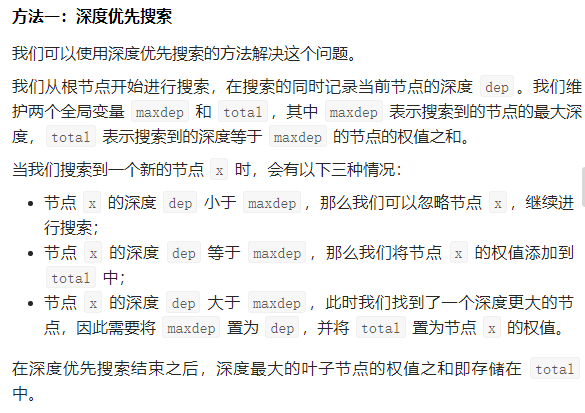 方法一：深度优先搜索
我们可以使用深度优先搜索的方法解决这个问题。
我们从根节点开始进行搜索，在搜索的同时记录当前节点的深度 dep。我们维
护两个全局变量 maxdep 和 total，其中 maxdep 表示搜索到的节点的最大深
度， total 表示搜索到的深度等于 maxdep 的节点的权值之和。
当我们搜索到一个新的节点 x 时，会有以下三种情况：
• 节点 x 的深度 dep 小于 maxdep，那么我们可以忽略节点 x，继续进
行搜索；
• 节点 x 的深度 dep 等于 maxdep，那么我们将节点 x 的权值添加到
total 中；
• 节点 x 的深度 dep 大于 maxdep，此时我们找到了一个深度更大的节
点，因此需要将 maxdep 置为 dep，并将 total 置为节点 x 的权值。
在深度优先搜索结束之后，深度最大的叶子节点的权值之和即存储在 total
中。